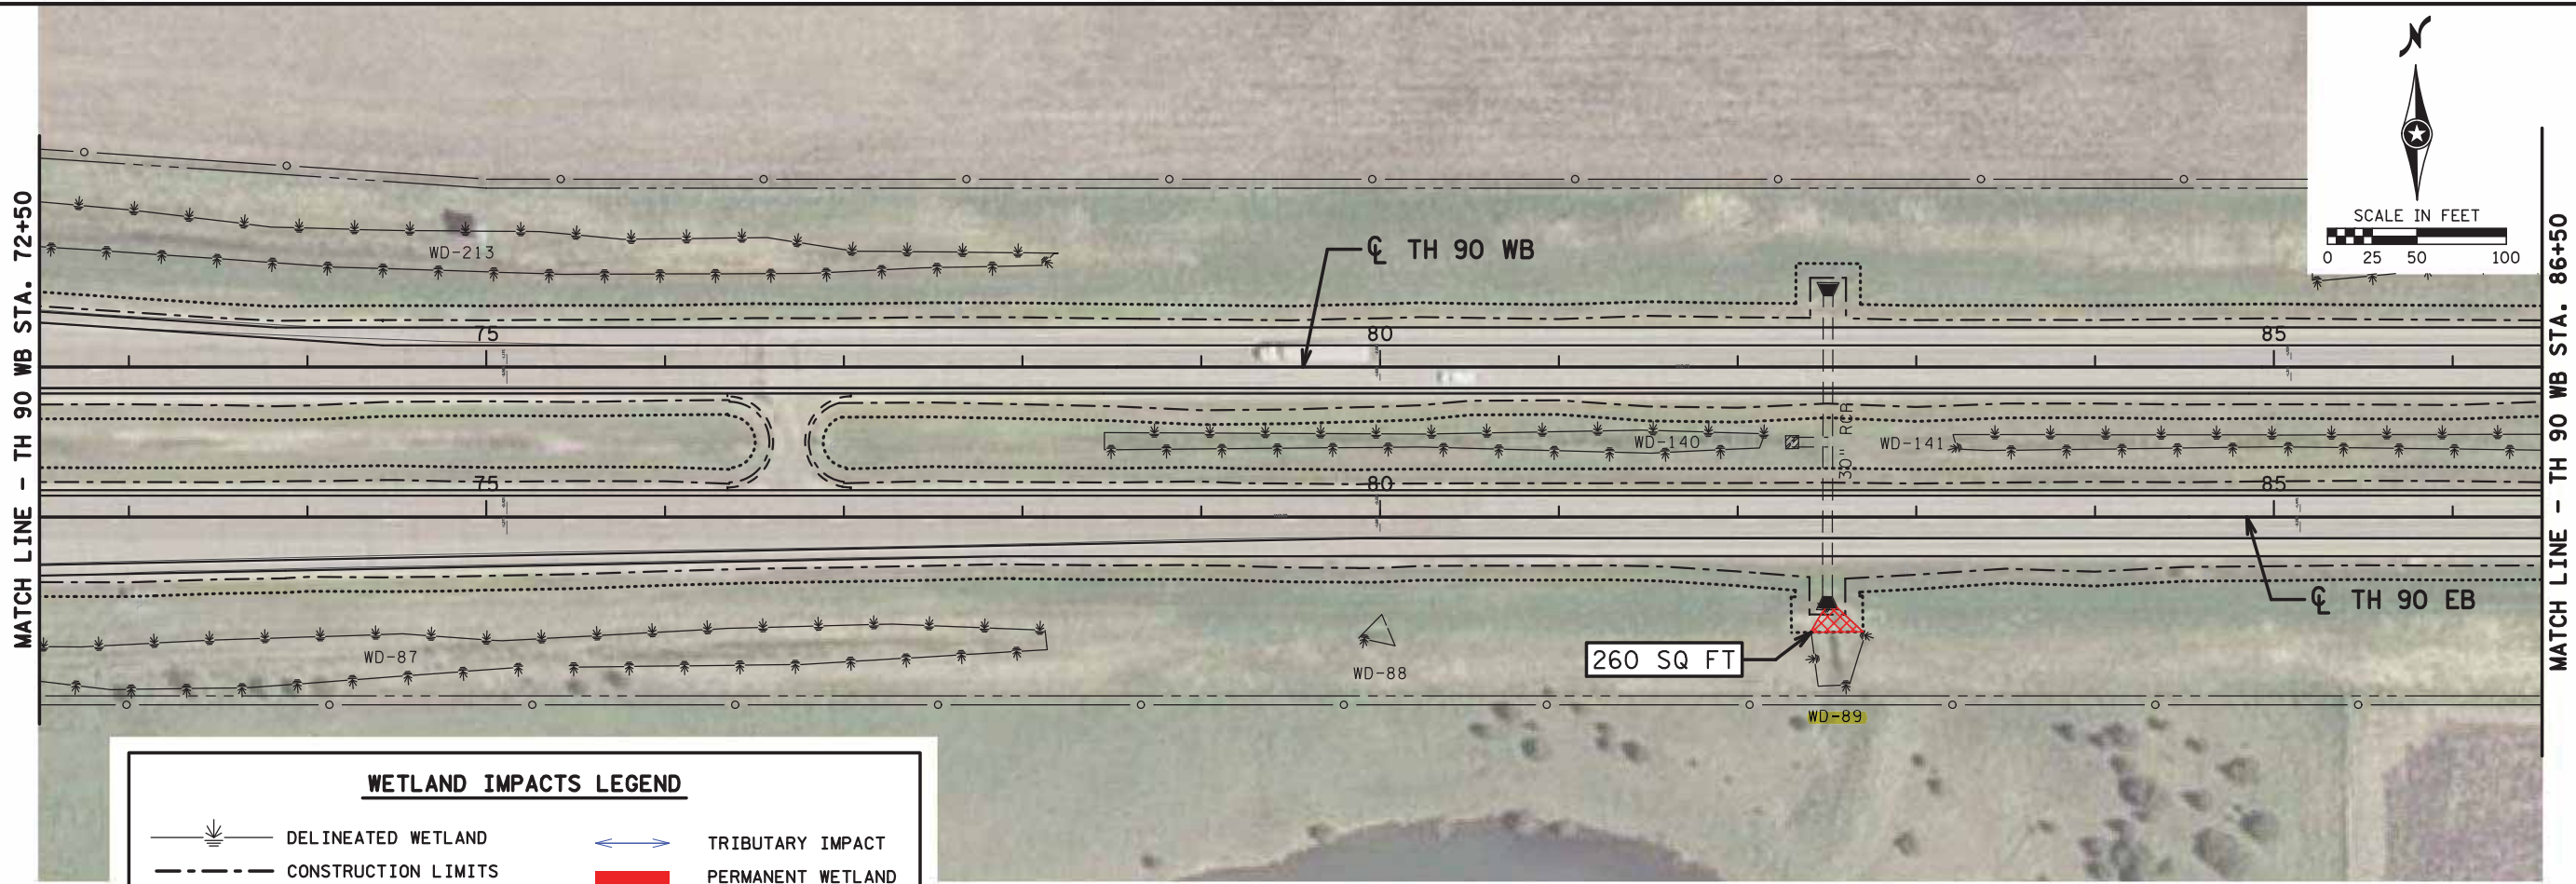 N
SCALE IN FEET
0 25 50 100
MATCH LINE - TH 90 WB STA. 72+50
MATCH LINE - TH 90 WB STA. 86+50
WD-213
℄ TH 90 WB
75 80 85
WD-140
30" RCP
WD-141
75 80 85
℄ TH 90 EB
WD-87
WD-88
260 SQ FT
WD-89
WETLAND IMPACTS LEGEND
DELINEATED WETLAND
TRIBUTARY IMPACT
CONSTRUCTION LIMITS
PERMANENT WETLAND